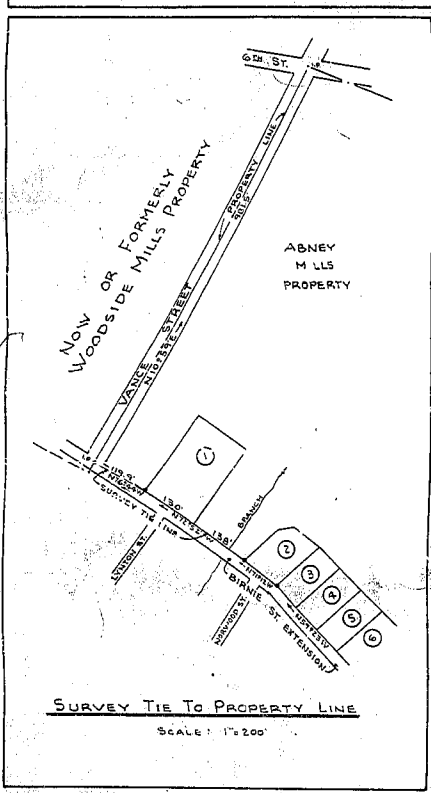 6TH ST.
I.P.
NOW OR FORMERLY
WOODSIDE MILLS PROPERTY
VANCE STREET
PROPERTY LINE
ABNEY
M LLS
PROPERTY
I.P.
119.9'
SURVEY TIE LINE
LYNTON ST.
130'
138'
BRANCH
NORWOOD ST.
BIRNIE ST. EXTENSION
1
2
3
4
5
6
SURVEY TIE TO PROPERTY LINE
SCALE: 1"=200'